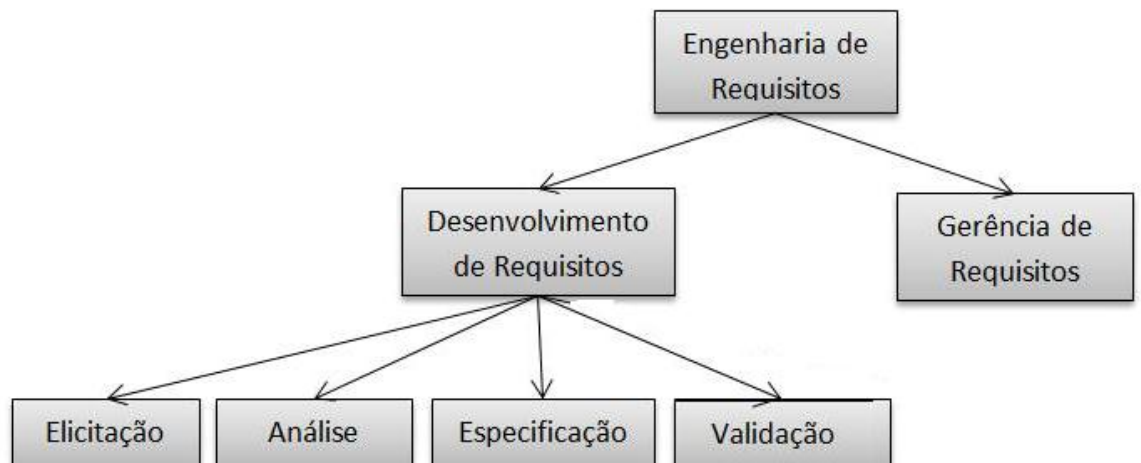 Engenharia de
Requisitos
Desenvolvimento
de Requisitos
Gerência de
Requisitos
Elicitação
Análise
Especificação
Validação